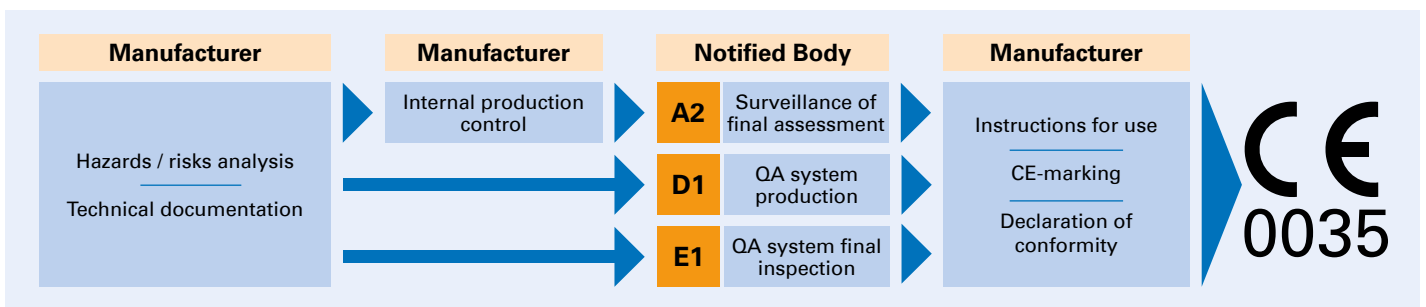 Manufacturer
Manufacturer
Notified Body
Manufacturer
Hazards / risks analysis
Technical documentation
Internal production
control
A2
Surveillance of
final assessment
D1
QA system
production
E1
QA system final
inspection
Instructions for use
CE-marking
Declaration of
conformity
CE
0035